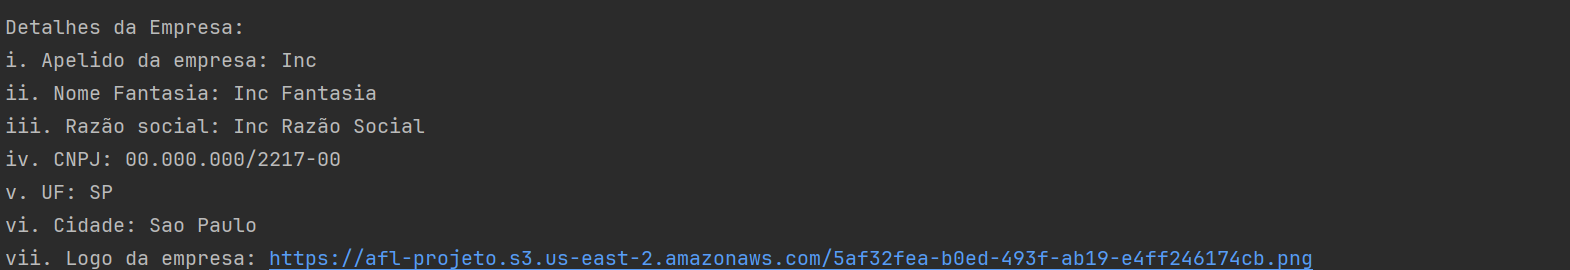 Detalhes da Empresa:
i. Apelido da empresa: Inc
ii. Nome Fantasia: Inc Fantasia
iii. Razão social: Inc Razão Social
iv. CNPJ: 00.000.000/2217-00
v. UF: SP
vi. Cidade: Sao Paulo
vii. Logo da empresa: https://afl-projeto.s3.us-east-2.amazonaws.com/5af32fea-b0ed-493f-ab19-e4ff246174cb.png